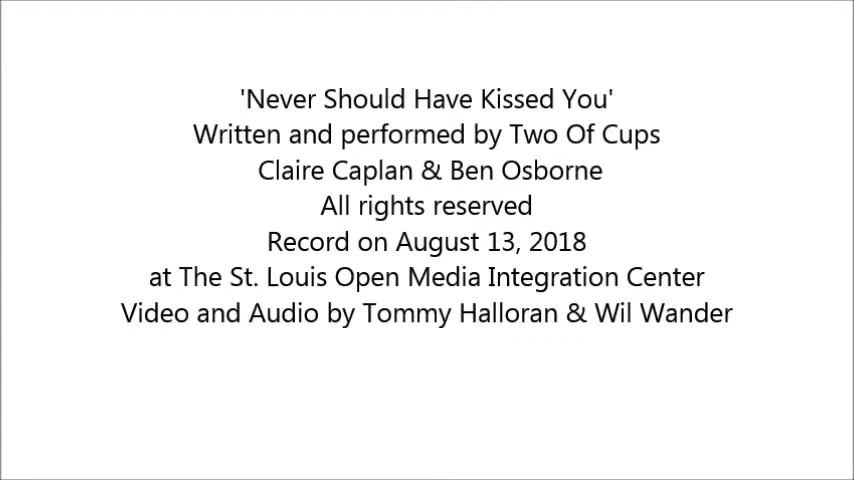 'Never Should Have Kissed You'
Written and performed by Two Of Cups
Claire Caplan & Ben Osborne
All rights reserved
Record on August 13, 2018
at The St. Louis Open Media Integration Center
Video and Audio by Tommy Halloran & Wil Wander